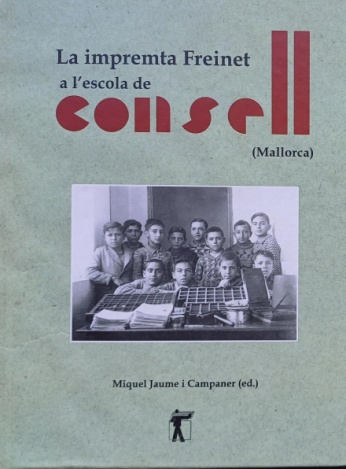 La impremta Freinet
a l'escola de
consell
(Mallorca)
Miquel Jaume i Campaner (ed.)